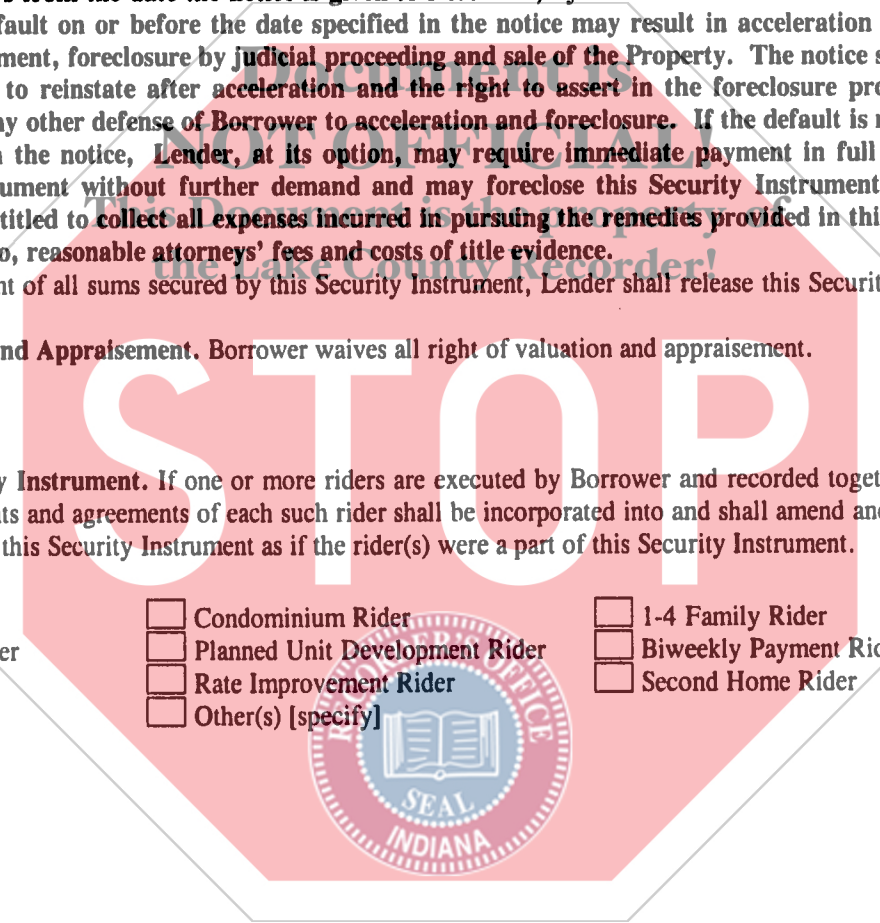 fault on or before the date specified in the notice may result in acceleration
ment, foreclosure by judicial proceeding and sale of the Property. The notice s
to reinstate after acceleration and the right to assert in the foreclosure pro
ny other defense of Borrower to acceleration and foreclosure. If the default is n
the notice, Lender, at its option, may require immediate payment in full
ument without further demand and may foreclose this Security Instrument
titled to collect all expenses incurred in pursuing the remedies provided in thi
o, reasonable attorneys' fees and costs of title evidence.
nt of all sums secured by this Security Instrument, Lender shall release this Securit
nd Appraisement. Borrower waives all right of valuation and appraisement.
y Instrument. If one or more riders are executed by Borrower and recorded toget
ts and agreements of each such rider shall be incorporated into and shall amend and
this Security Instrument as if the rider(s) were a part of this Security Instrument.
Condominium Rider 1-4 Family Rider
er Planned Unit Development Rider Biweekly Payment Rid
Rate Improvement Rider Second Home Rider
Other(s) [specify]
Document is
NOT OFFICIAL!
This Document is the property of
the Lake County Recorder!
STOP
RECORDER'S OFFICE
SEAL
INDIANA